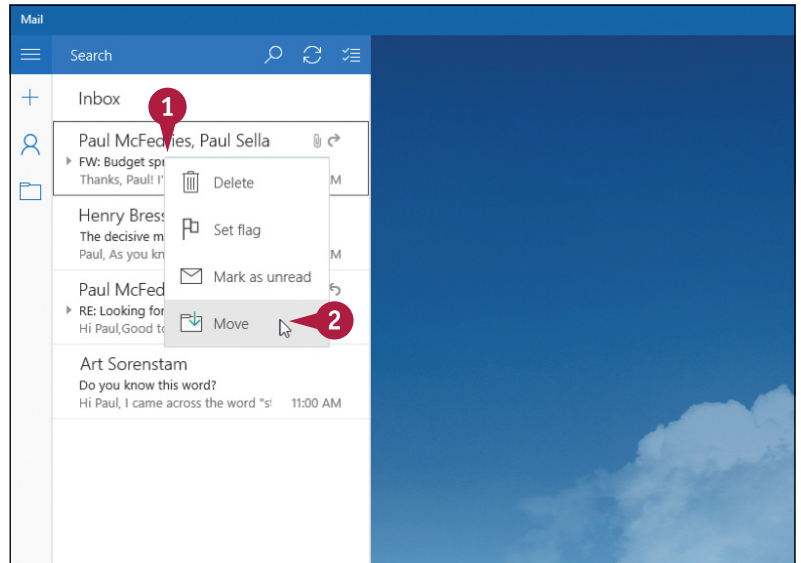 Mail
Search
Inbox
1
Paul McFedries, Paul Sella
FW: Budget spr
Thanks, Paul! I'
M
Delete
Henry Bress
The decisive m
Set flag
Paul, As you kn
M
Mark as unread
Paul McFed
RE: Looking for
Hi Paul,Good to
Move
2
Art Sorenstam
Do you know this word?
Hi Paul, I came across the word "st 11:00 AM